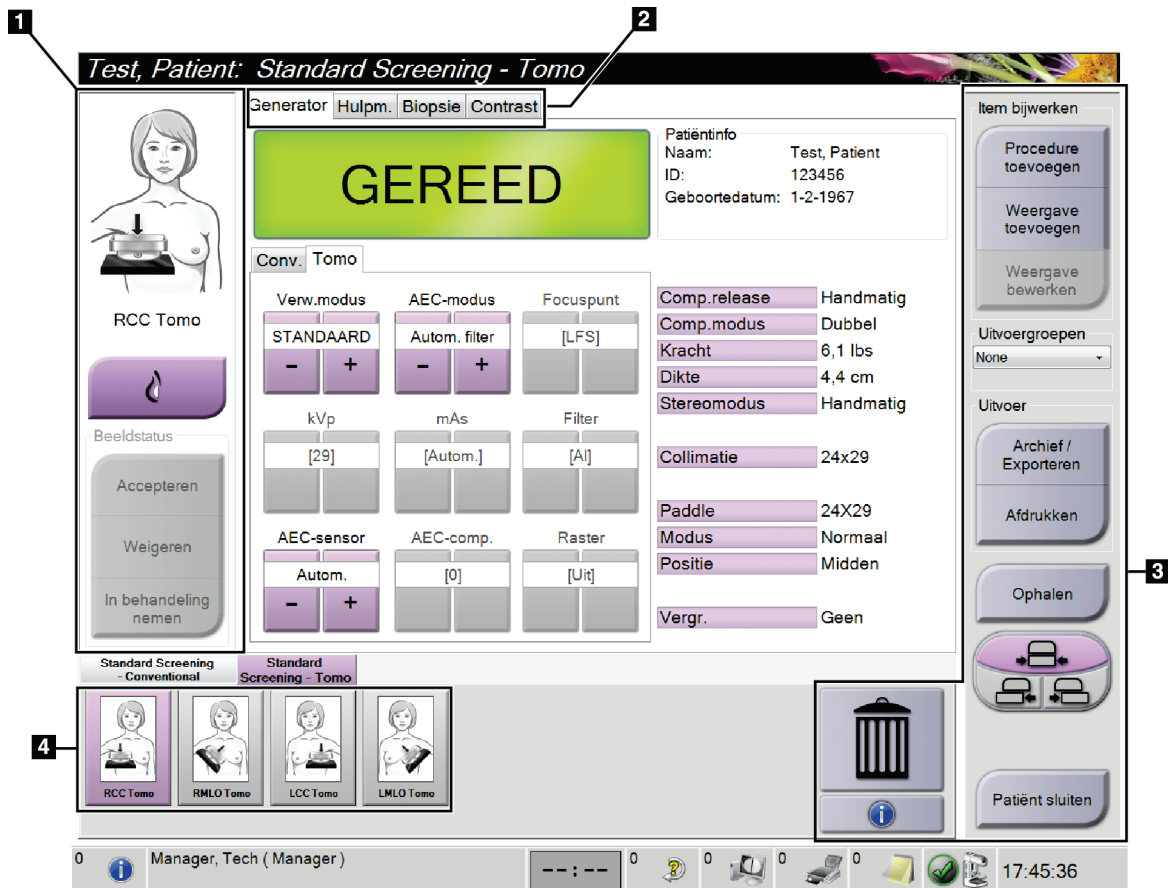 1
2
Test, Patient: Standard Screening - Tomo
Generator Hulpm. Biopsie Contrast
GEREED
Patiëntinfo
Naam: Test, Patient
ID: 123456
Geboortedatum: 1-2-1967
RCC Tomo
Beeldstatus
Accepteren
Weigeren
In behandeling
nemen
Conv. Tomo
Verw.modus AEC-modus Focuspunt
STANDAARD Autom. filter [LFS]
- + - +
kVp mAs Filter
[29] [Autom.] [Al]
AEC-sensor AEC-comp. Raster
Autom. [0] [Uit]
- +
Comp.release Handmatig
Comp.modus Dubbel
Kracht 6,1 lbs
Dikte 4,4 cm
Stereomodus Handmatig
Collimatie 24x29
Paddle 24X29
Modus Normaal
Positie Midden
Vergr. Geen
Item bijwerken
Procedure
toevoegen
Weergave
toevoegen
Weergave
bewerken
Uitvoergroepen
None
Uitvoer
Archief /
Exporteren
Afdrukken
3
Ophalen
Patiënt sluiten
Standard Screening
- Conventional
Standard
Screening - Tomo
4
RCC Tomo RMLO Tomo LCC Tomo LMLO Tomo
0 Manager, Tech ( Manager ) --:-- 0 0 0 0 17:45:36